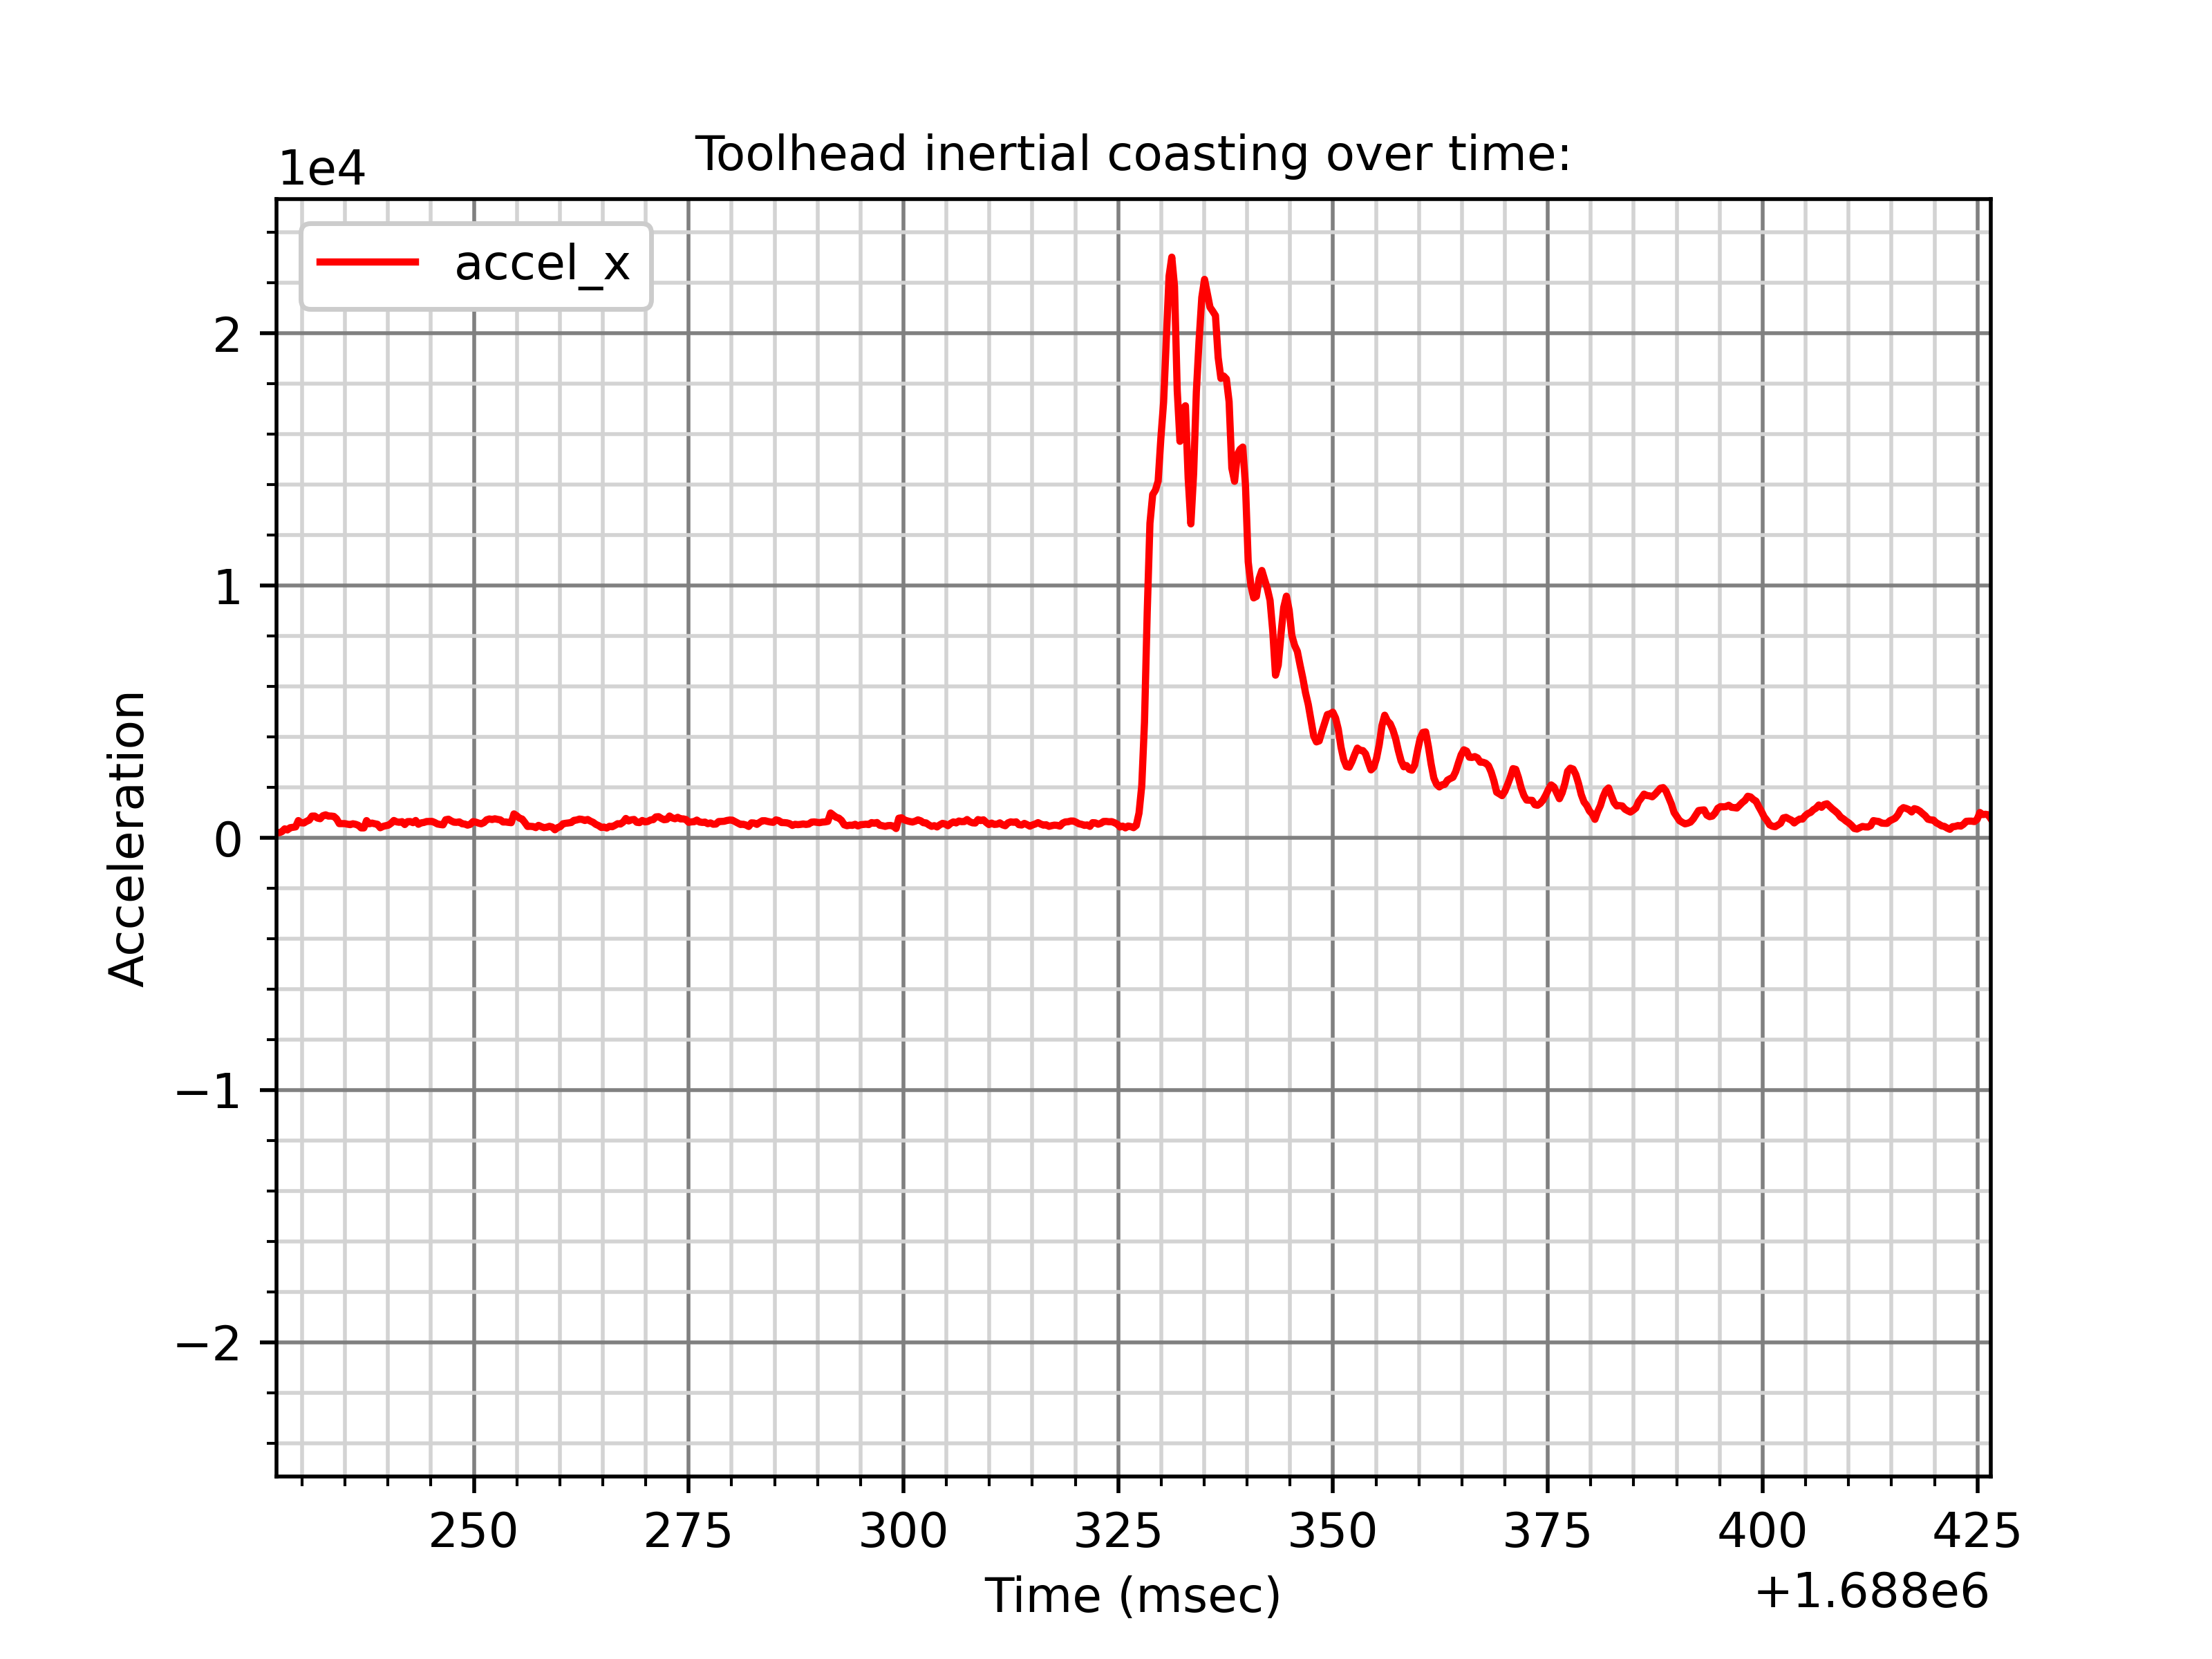 Toolhead inertial coasting over time:
1e4
accel_x
2
1
0
−1
−2
Acceleration
250 275 300 325 350 375 400 425
Time (msec)
+1.688e6